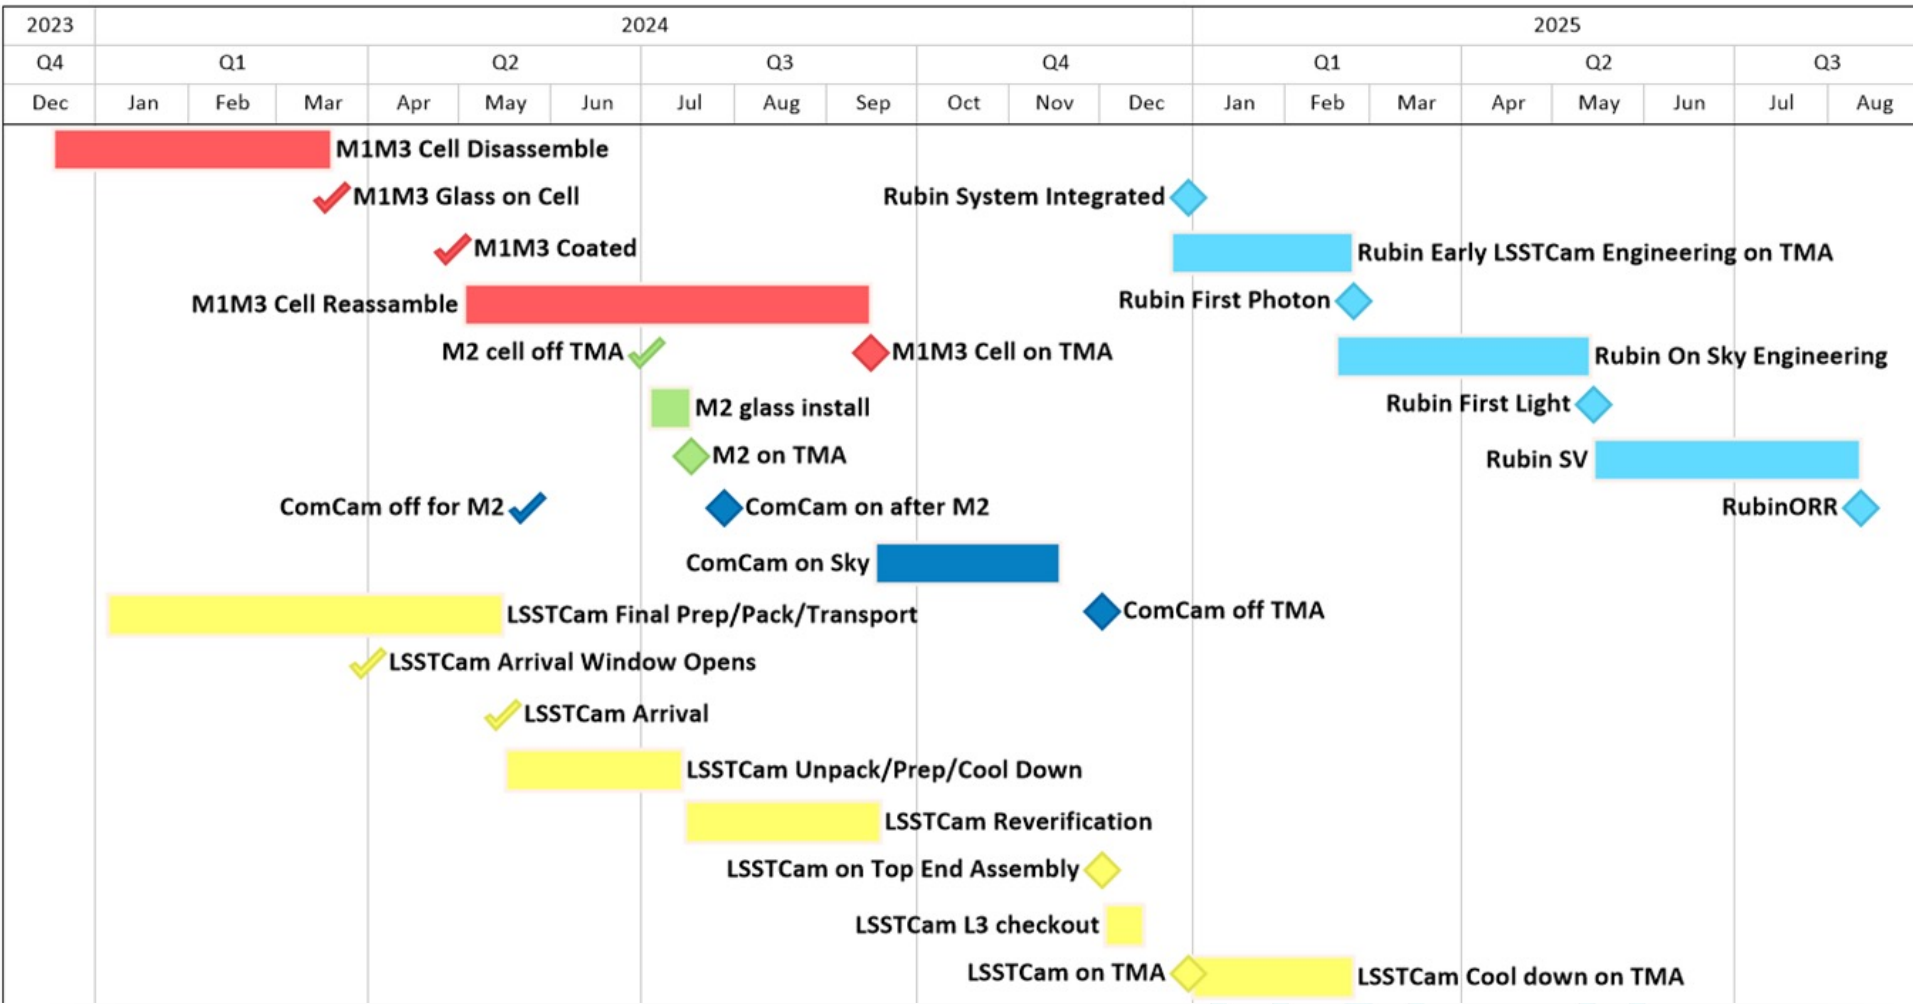 2023 2024 2025
Q4 Q1 Q2 Q3 Q4 Q1 Q2 Q3
Dec Jan Feb Mar Apr May Jun Jul Aug Sep Oct Nov Dec Jan Feb Mar Apr May Jun Jul Aug
M1M3 Cell Disassemble
M1M3 Glass on Cell
Rubin System Integrated
M1M3 Coated
Rubin Early LSSTCam Engineering on TMA
M1M3 Cell Reassamble
Rubin First Photon
M2 cell off TMA
M1M3 Cell on TMA
Rubin On Sky Engineering
M2 glass install
Rubin First Light
M2 on TMA
Rubin SV
ComCam off for M2
ComCam on after M2
RubinORR
ComCam on Sky
LSSTCam Final Prep/Pack/Transport
ComCam off TMA
LSSTCam Arrival Window Opens
LSSTCam Arrival
LSSTCam Unpack/Prep/Cool Down
LSSTCam Reverification
LSSTCam on Top End Assembly
LSSTCam L3 checkout
LSSTCam on TMA
LSSTCam Cool down on TMA